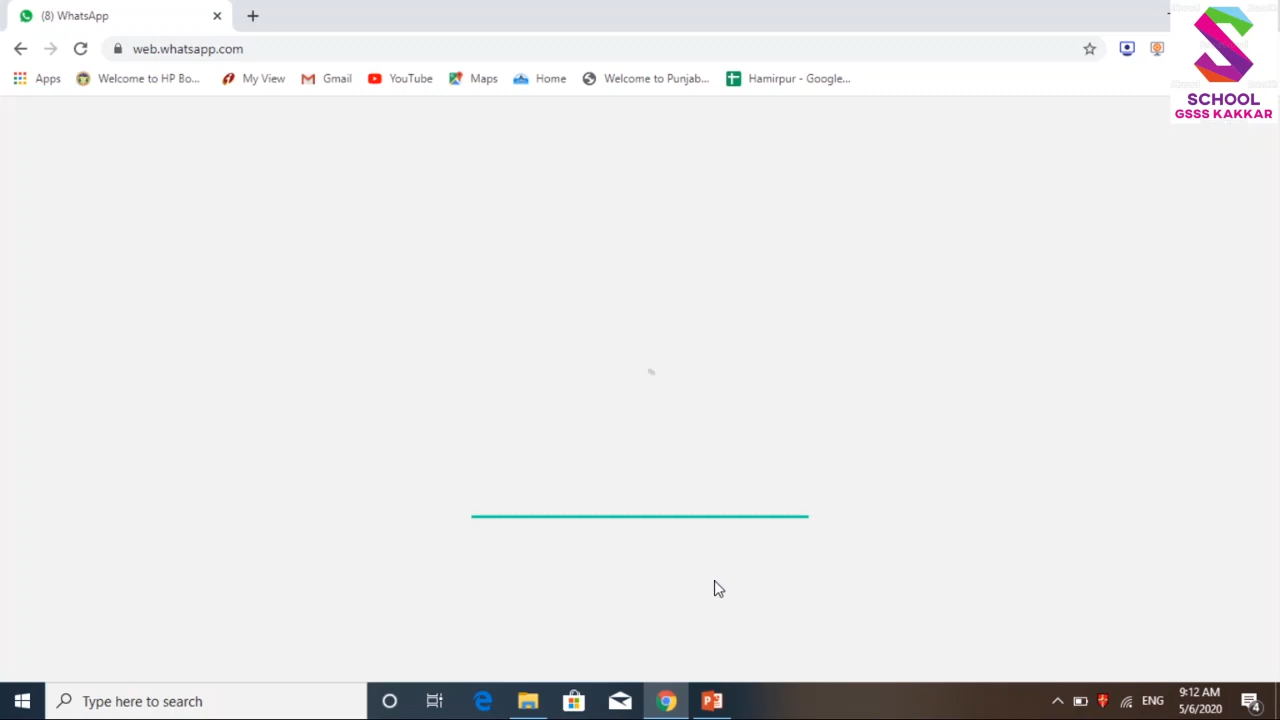 (8) WhatsApp
web.whatsapp.com
Apps
Welcome to HP Bo...
My View
Gmail
YouTube
Maps
Home
Welcome to Punjab...
Hamirpur - Google...
SCHOOL
GSSS KAKKAR
Type here to search
ENG
9:12 AM
5/6/2020
4